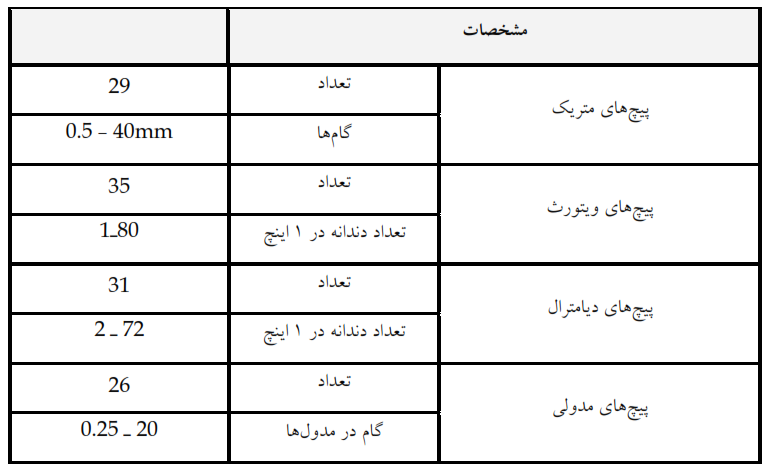 مشخصات
پیچ‌های متریک
تعداد
29
گام‌ها
0.5 – 40mm
پیچ‌های ویتورث
تعداد
35
تعداد دندانه در ۱ اینچ
1ـ80
پیچ‌های دیامترال
تعداد
31
تعداد دندانه در ۱ اینچ
2 ـ 72
پیچ‌های مدولی
تعداد
26
گام در مدول‌ها
0.25 ـ 20